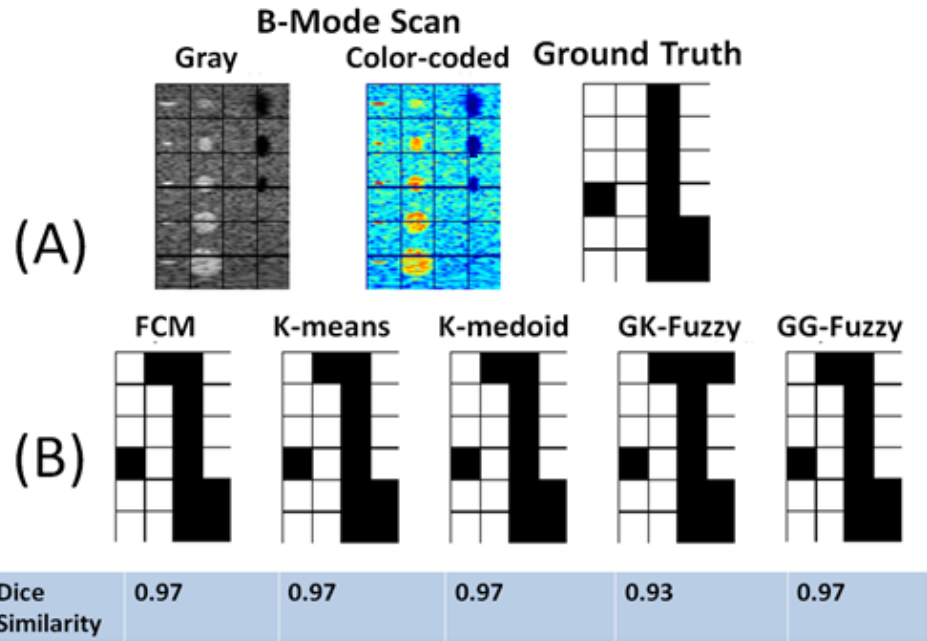 B-Mode Scan
Gray
Color-coded
Ground Truth
(A)
FCM
K-means
K-medoid
GK-Fuzzy
GG-Fuzzy
(B)
Dice 0.97 0.97 0.97 0.93 0.97
Similarity